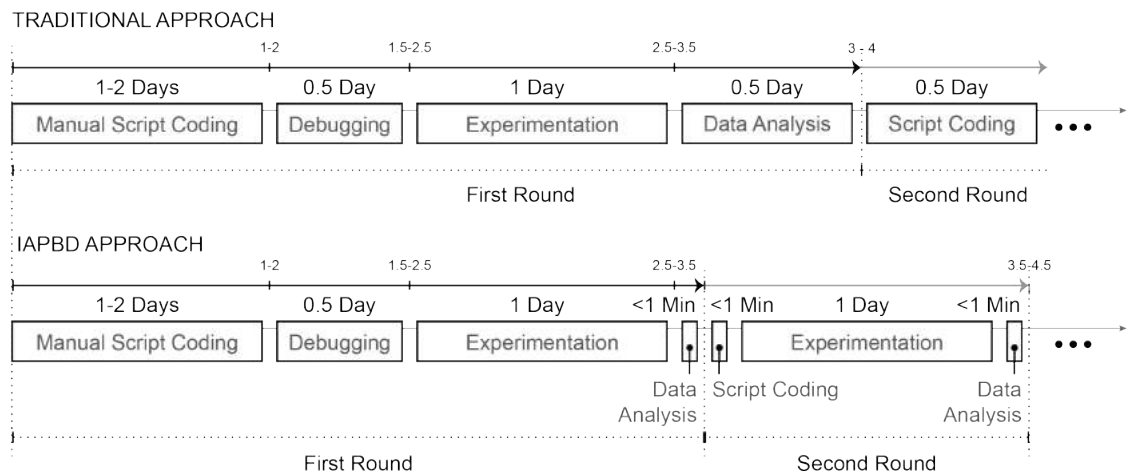 TRADITIONAL APPROACH
1-2 1.5-2.5 2.5-3.5 3 - 4
1-2 Days 0.5 Day 1 Day 0.5 Day 0.5 Day
Manual Script Coding Debugging Experimentation Data Analysis Script Coding
First Round Second Round
IAPBD APPROACH
1-2 1.5-2.5 2.5-3.5 3.5-4.5
1-2 Days 0.5 Day 1 Day <1 Min <1 Min 1 Day <1 Min
Manual Script Coding Debugging Experimentation Experimentation
Data Script Coding Data
Analysis Analysis
First Round Second Round